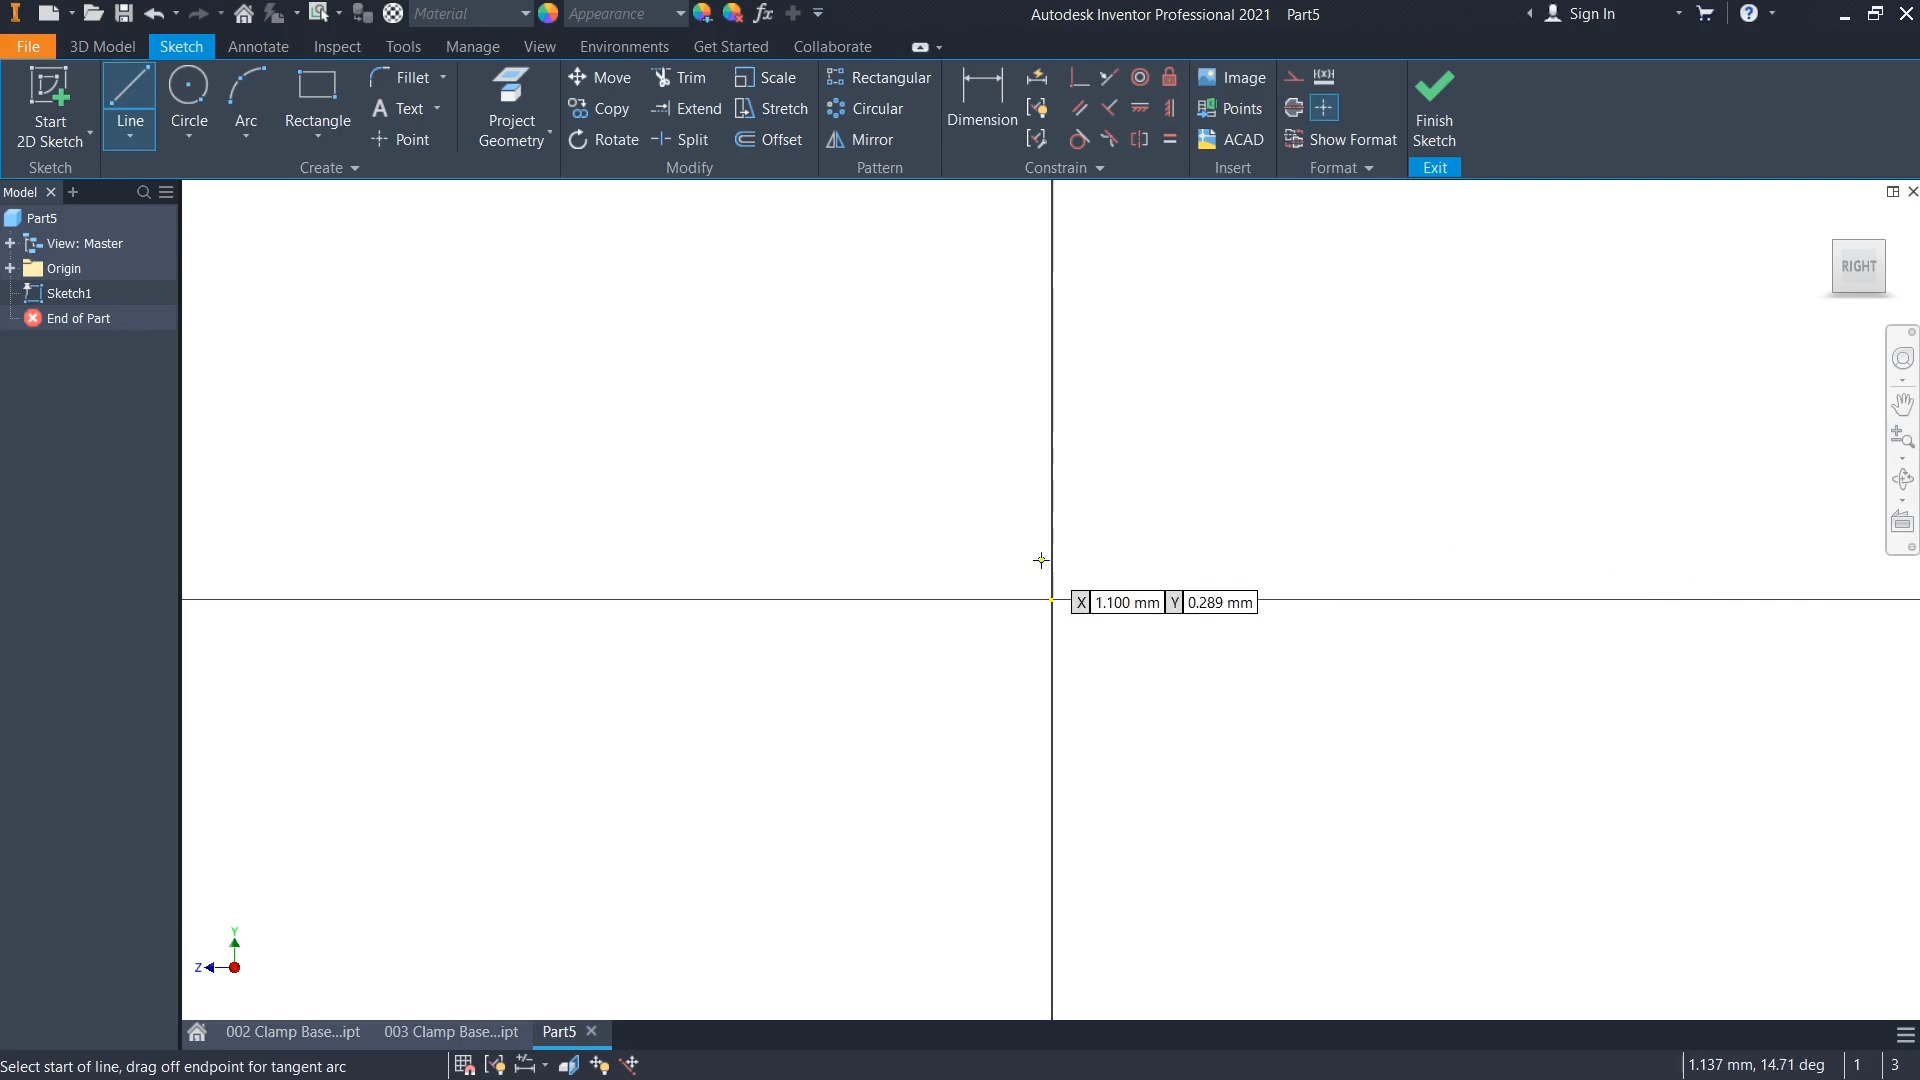 Material
Appearance
fx
Autodesk Inventor Professional 2021 Part5
Sign In
File 3D Model Sketch Annotate Inspect Tools Manage View Environments Get Started Collaborate
Start
2D Sketch
Line
Circle
Arc
Rectangle
Fillet
Text
Point
Project
Geometry
Move
Copy
Rotate
Trim
Extend
Split
Scale
Stretch
Offset
Rectangular
Circular
Mirror
Dimension
Image
Points
ACAD
Show Format
Finish
Sketch
Sketch Create Modify Pattern Constrain Insert Format Exit
Model
Part5
View: Master
Origin
Sketch1
End of Part
RIGHT
X 1.100 mm Y 0.289 mm
Y
Z
002 Clamp Base...ipt 003 Clamp Base...ipt Part5
Select start of line, drag off endpoint for tangent arc
1.137 mm, 14.71 deg 1 3